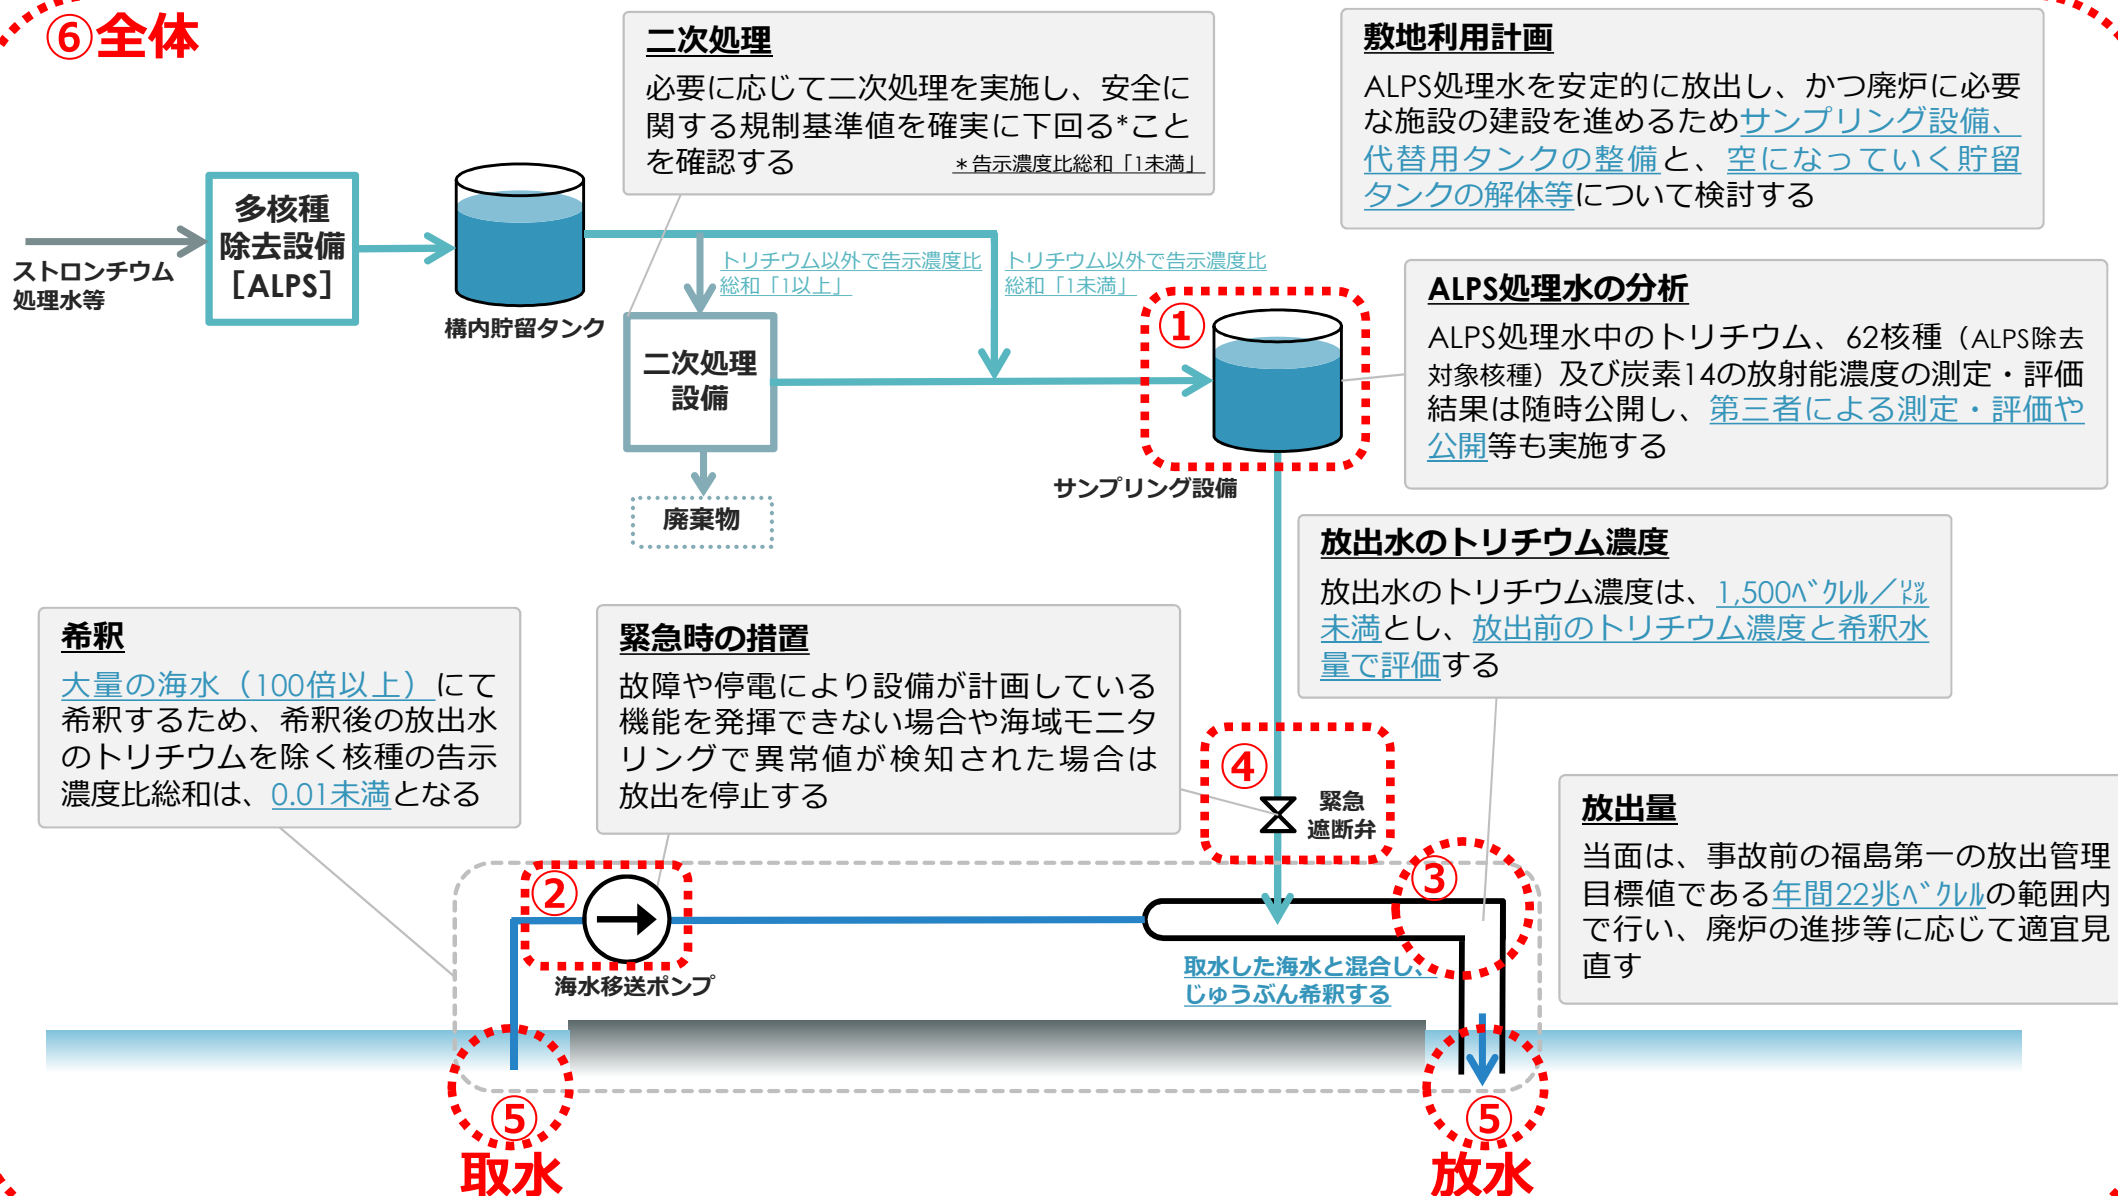 ⑥全体
二次処理
必要に応じて二次処理を実施し、安全に
関する規制基準値を確実に下回る*こと
を確認する
＊告示濃度比総和「1未満」
敷地利用計画
ALPS処理水を安定的に放出し、かつ廃炉に必要
な施設の建設を進めるためサンプリング設備、
代替用タンクの整備と、空になっていく貯留
タンクの解体等について検討する
ストロンチウム
処理水等
多核種
除去設備
［ALPS］
構内貯留タンク
トリチウム以外で告示濃度比
総和「1以上」
トリチウム以外で告示濃度比
総和「1未満」
二次処理
設備
廃棄物
①
サンプリング設備
ALPS処理水の分析
ALPS処理水中のトリチウム、62核種（ALPS除去
対象核種）及び炭素14の放射能濃度の測定・評価
結果は随時公開し、第三者による測定・評価や
公開等も実施する
放出水のトリチウム濃度
放出水のトリチウム濃度は、1,500ﾍﾞｸﾚﾙ／㍑
未満とし、放出前のトリチウム濃度と希釈水
量で評価する
希釈
大量の海水（100倍以上）にて
希釈するため、希釈後の放出水
のトリチウムを除く核種の告示
濃度比総和は、0.01未満となる
緊急時の措置
故障や停電により設備が計画している
機能を発揮できない場合や海域モニタ
リングで異常値が検知された場合は
放出を停止する
④
緊急
遮断弁
放出量
当面は、事故前の福島第一の放出管理
目標値である年間22兆ﾍﾞｸﾚﾙの範囲内
で行い、廃炉の進捗等に応じて適宜見
直す
②
海水移送ポンプ
③
取水した海水と混合し、
じゅうぶん希釈する
⑤
取水
⑤
放水